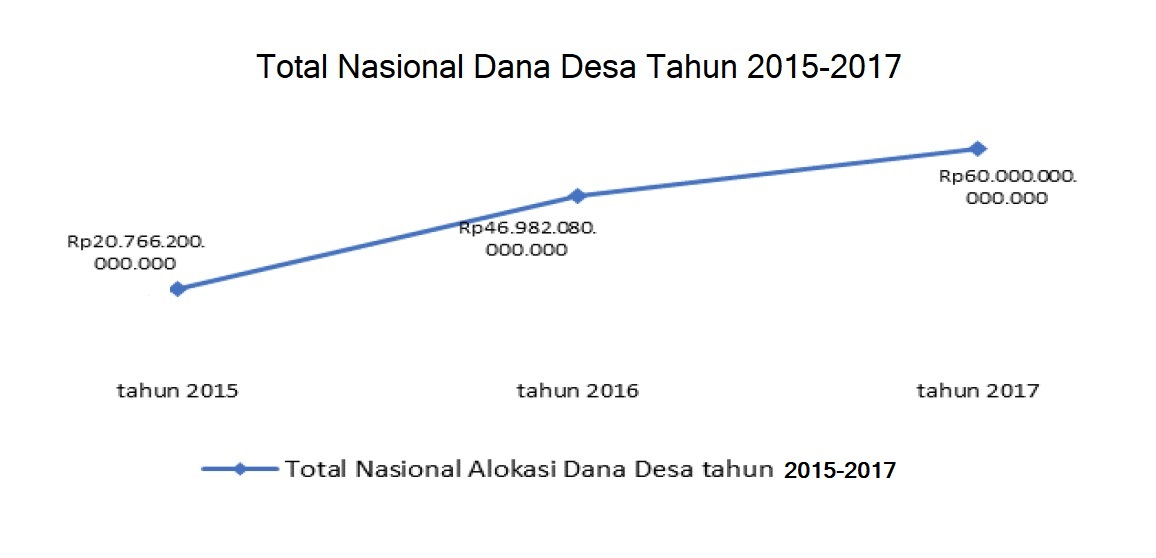 Total Nasional Dana Desa Tahun 2015-2017
Rp60.000.000.
000.000
Rp46.982.080.
000.000
Rp20.766.200.
000.000
tahun 2015
tahun 2016
tahun 2017
Total Nasional Alokasi Dana Desa tahun 2015-2017